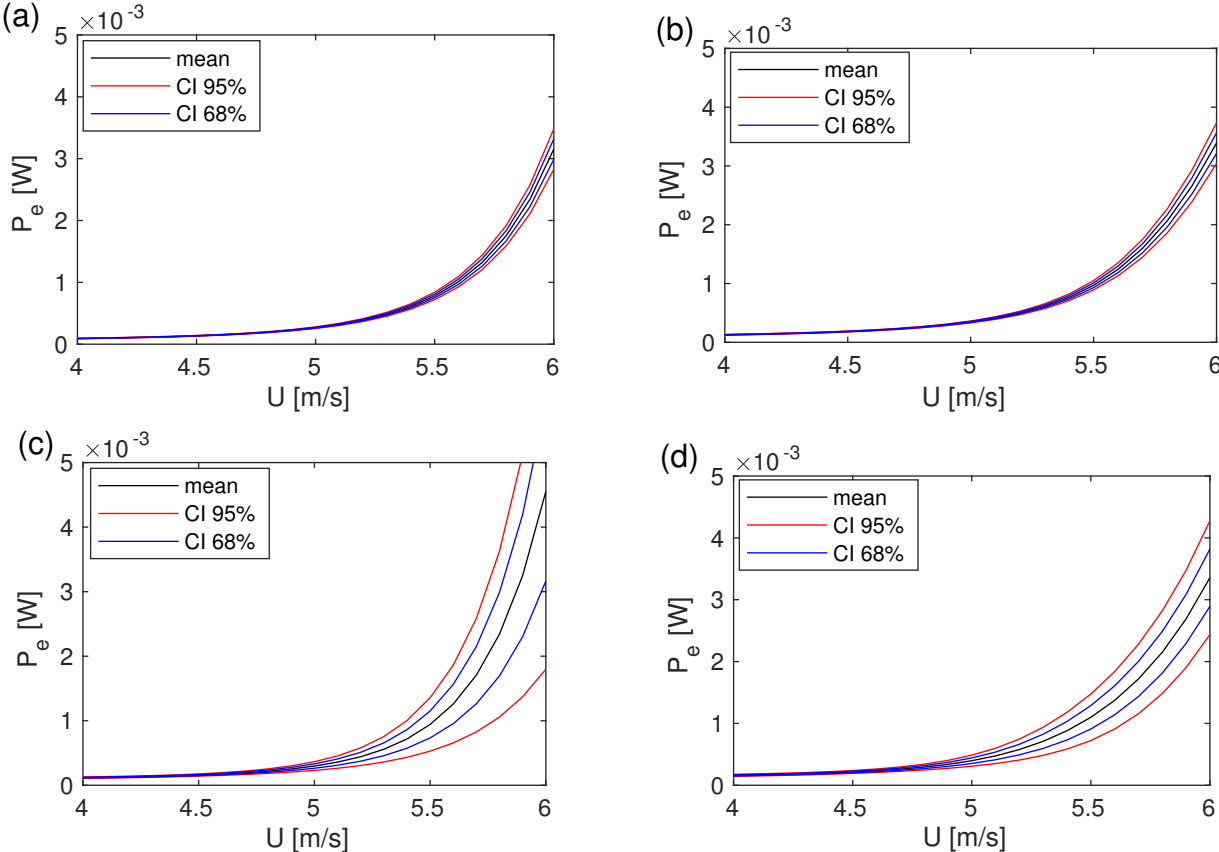 (a)
×10⁻³
5
4
3
2
1
0
P_e [W]
mean
CI 95%
CI 68%
4 4.5 5 5.5 6
U [m/s]
(b)
×10⁻³
5
4
3
2
1
0
P_e [W]
mean
CI 95%
CI 68%
4 4.5 5 5.5 6
U [m/s]
(c)
×10⁻³
5
4
3
2
1
0
P_e [W]
mean
CI 95%
CI 68%
4 4.5 5 5.5 6
U [m/s]
(d)
×10⁻³
5
4
3
2
1
0
P_e [W]
mean
CI 95%
CI 68%
4 4.5 5 5.5 6
U [m/s]